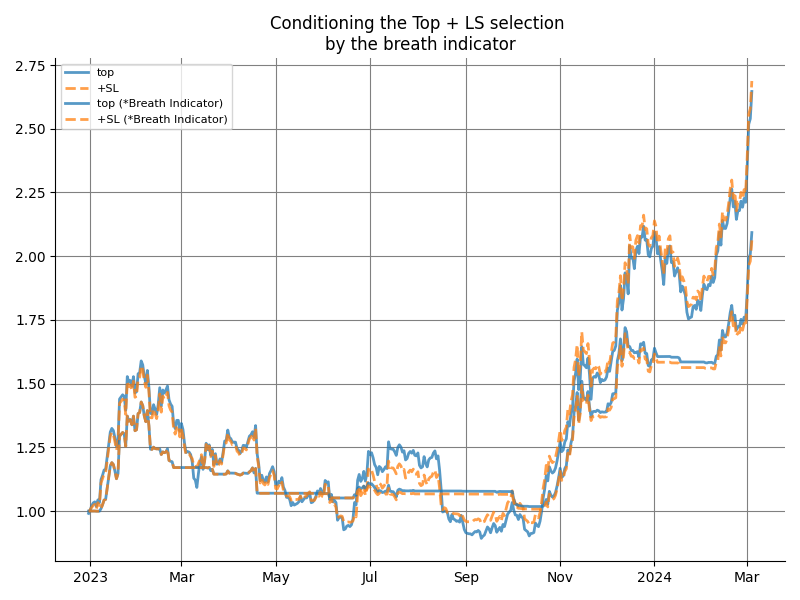 Conditioning the Top + LS selection
by the breath indicator
top
+SL
top (*Breath Indicator)
+SL (*Breath Indicator)
2.75
2.50
2.25
2.00
1.75
1.50
1.25
1.00
2023
Mar
May
Jul
Sep
Nov
2024
Mar